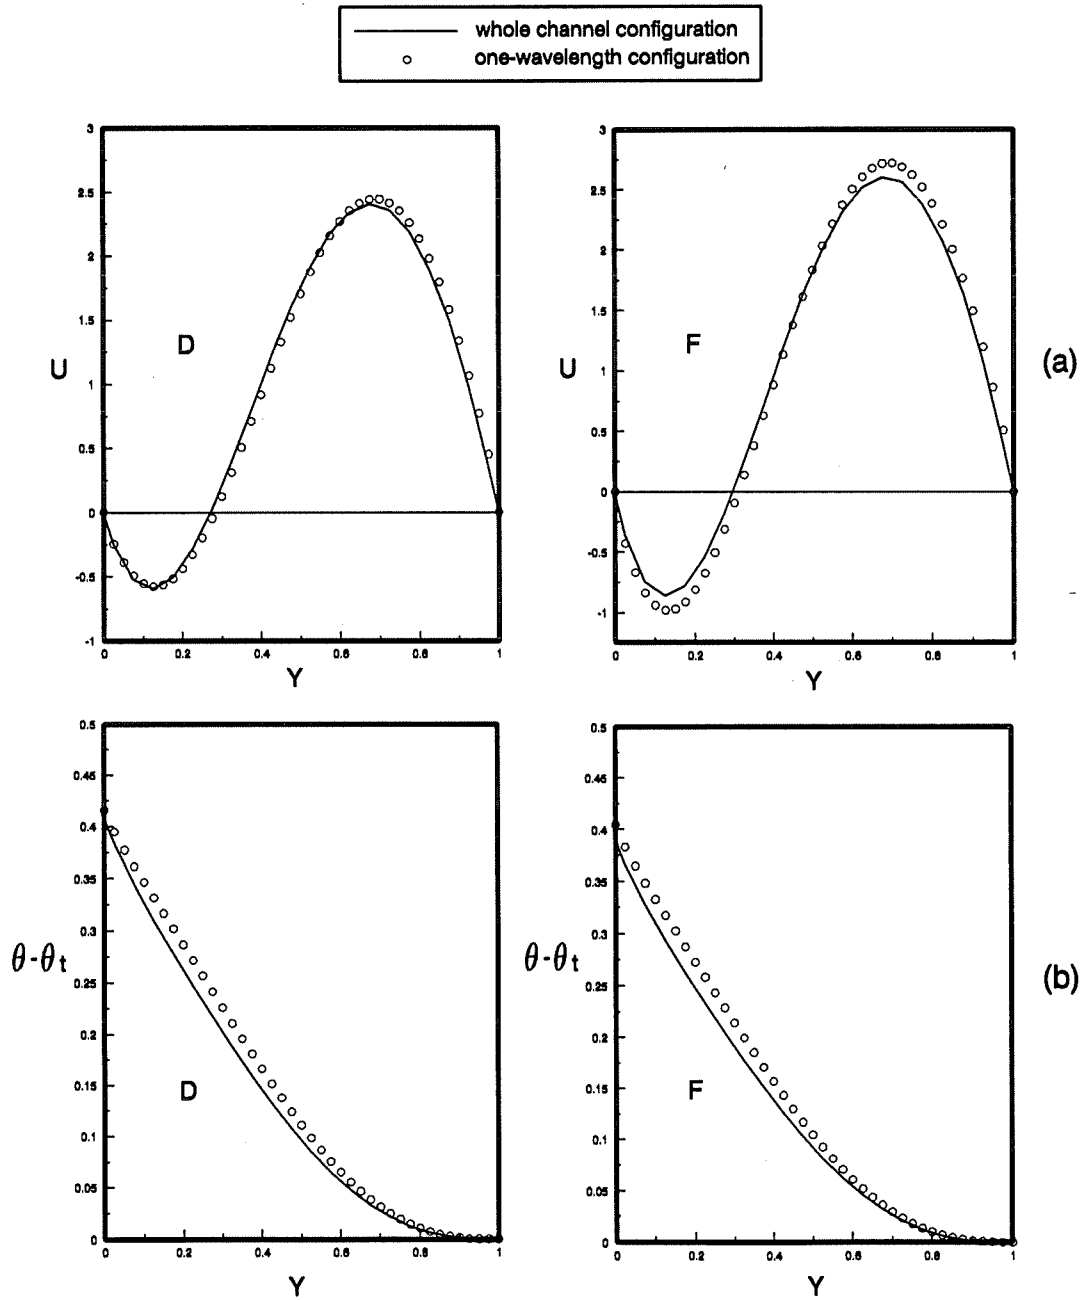 whole channel configuration
one-wavelength configuration
3
2.5
2
1.5
1
0.5
0
-0.5
-1
U
D
0 0.2 0.4 0.6 0.8 1
Y
3
2.5
2
1.5
1
0.5
0
-0.5
-1
U
F
0 0.2 0.4 0.6 0.8 1
Y
(a)
0.5
0.45
0.4
0.35
0.3
0.25
0.2
0.15
0.1
0.05
0
θ-θt
D
0 0.2 0.4 0.6 0.8 1
Y
0.5
0.45
0.4
0.35
0.3
0.25
0.2
0.15
0.1
0.05
0
θ-θt
F
0 0.2 0.4 0.6 0.8 1
Y
(b)